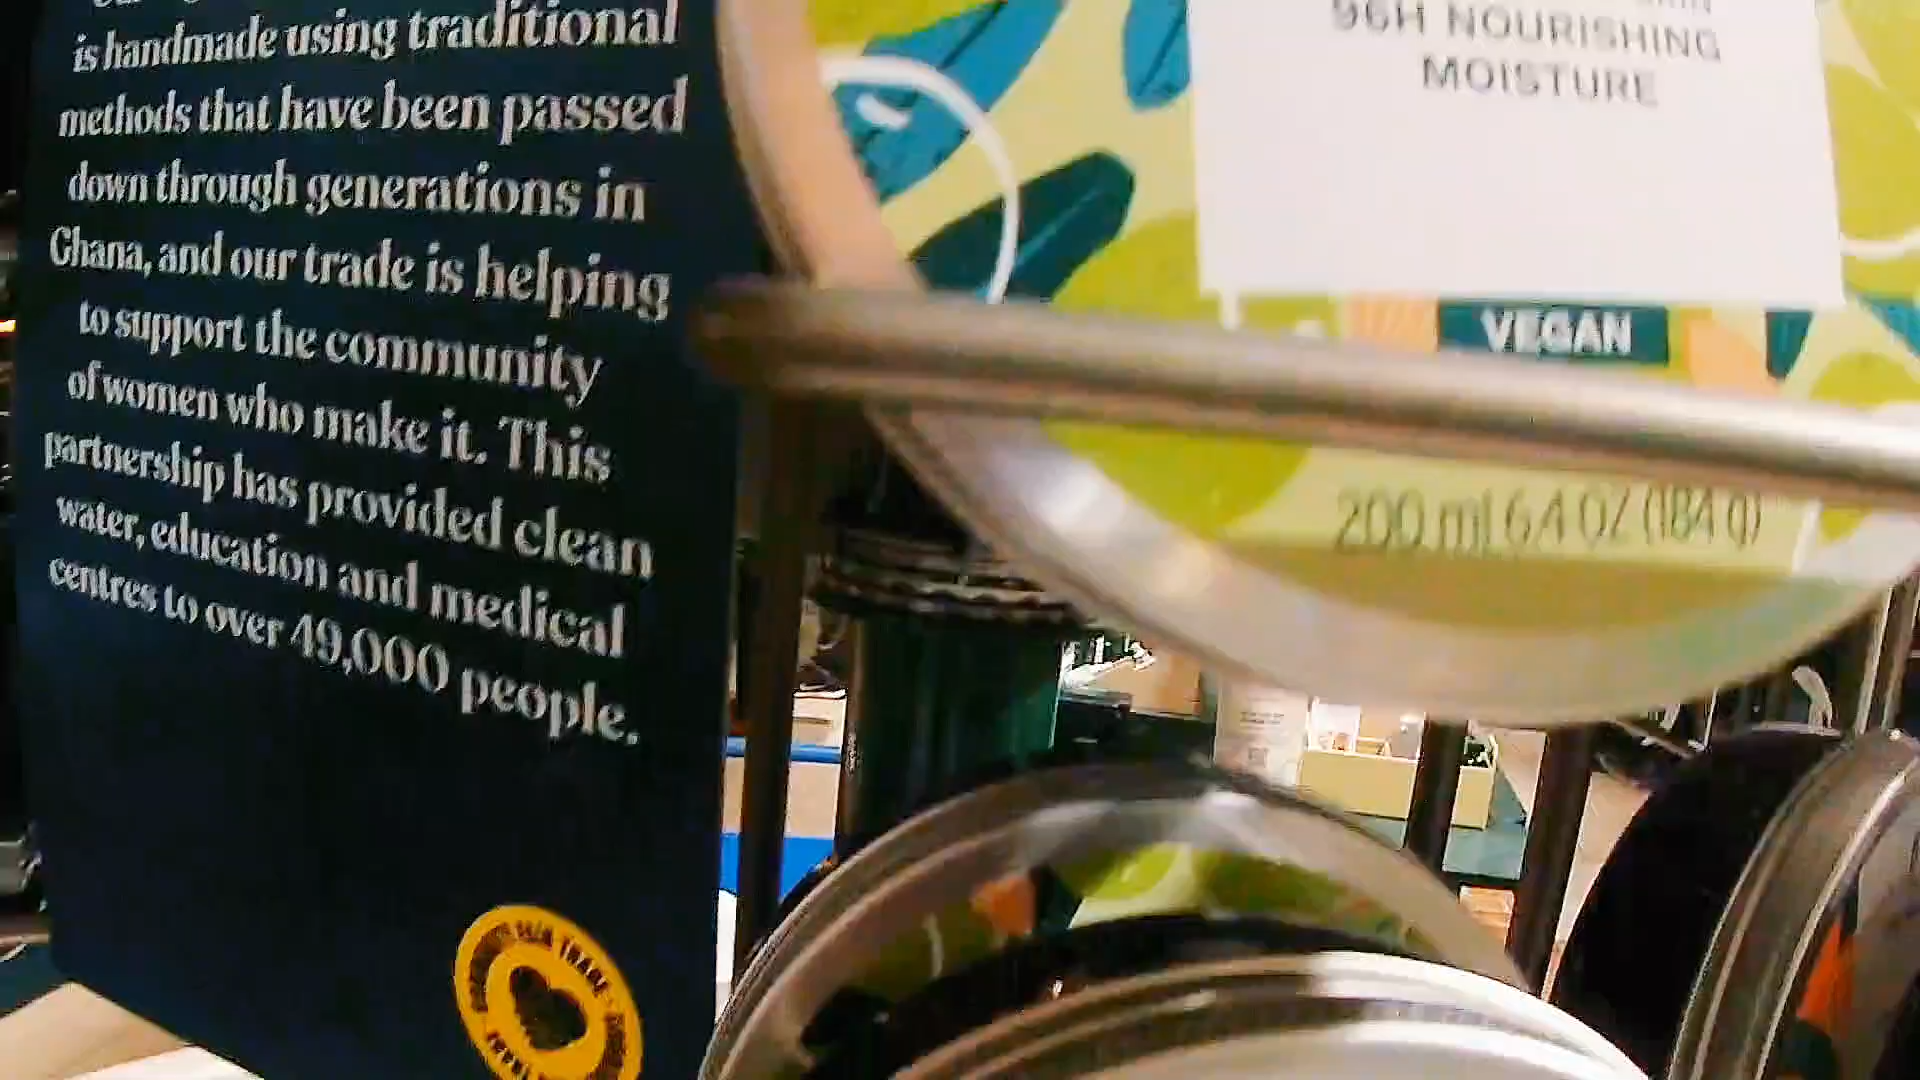 is handmade using traditional
methods that have been passed
down through generations in
Ghana, and our trade is helping
to support the community
of women who make it. This
partnership has provided clean
water, education and medical
centres to over 49,000 people.
96H NOURISHING
MOISTURE
VEGAN
200 ml 6.4 OZ (184 g)